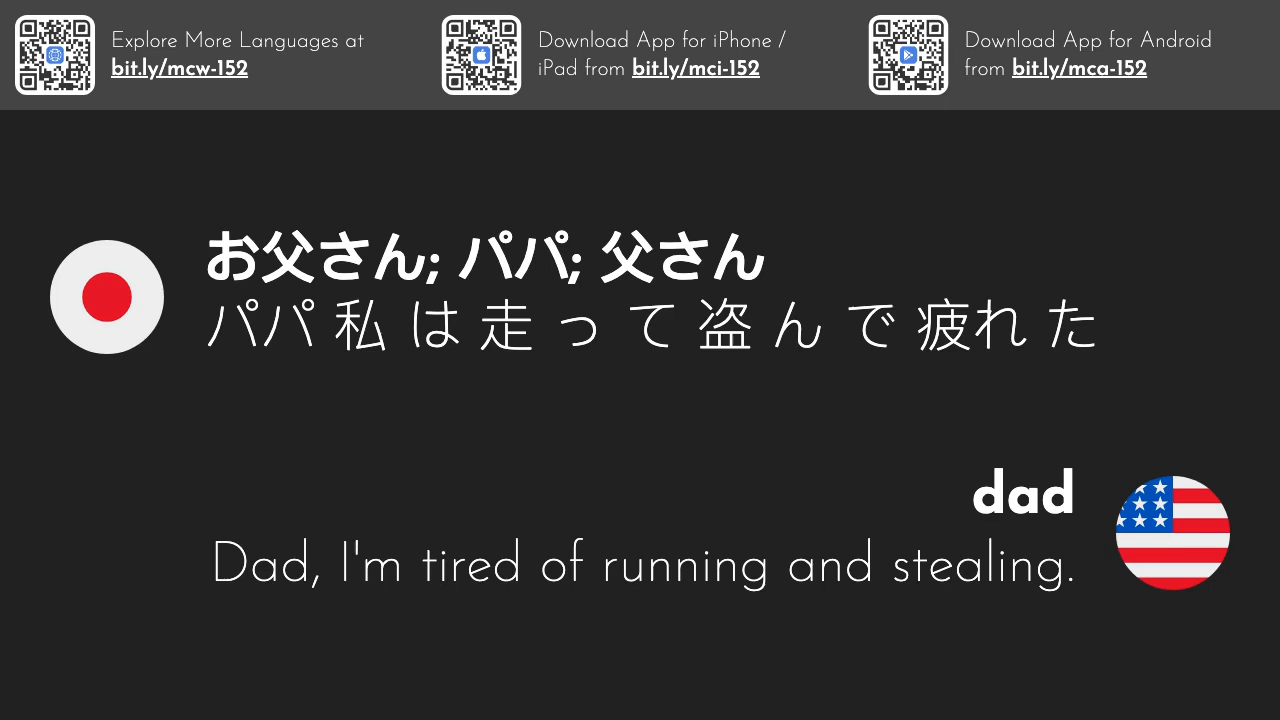 Explore More Languages at
bit.ly/mcw-152
Download App for iPhone /
iPad from bit.ly/mci-152
Download App for Android
from bit.ly/mca-152
お父さん; パパ; 父さん
パパ 私 は 走 っ て 盗 ん で 疲れ た
dad
Dad, I'm tired of running and stealing.